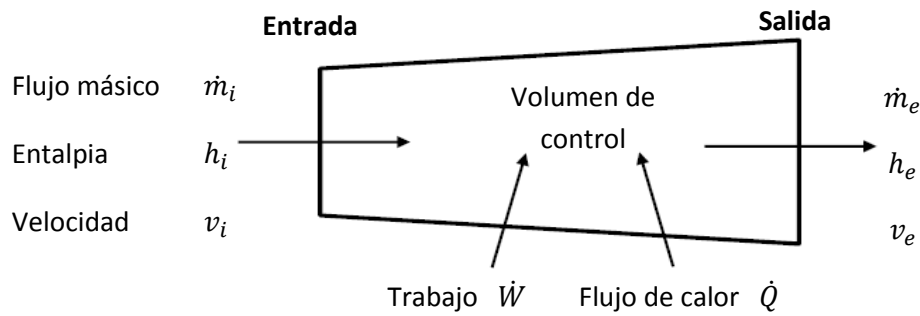 Entrada
Salida
Flujo másico ṁᵢ
Volumen de
control
ṁₑ
Entalpia hᵢ
hₑ
Velocidad vᵢ
vₑ
Trabajo Ẇ Flujo de calor Q̇